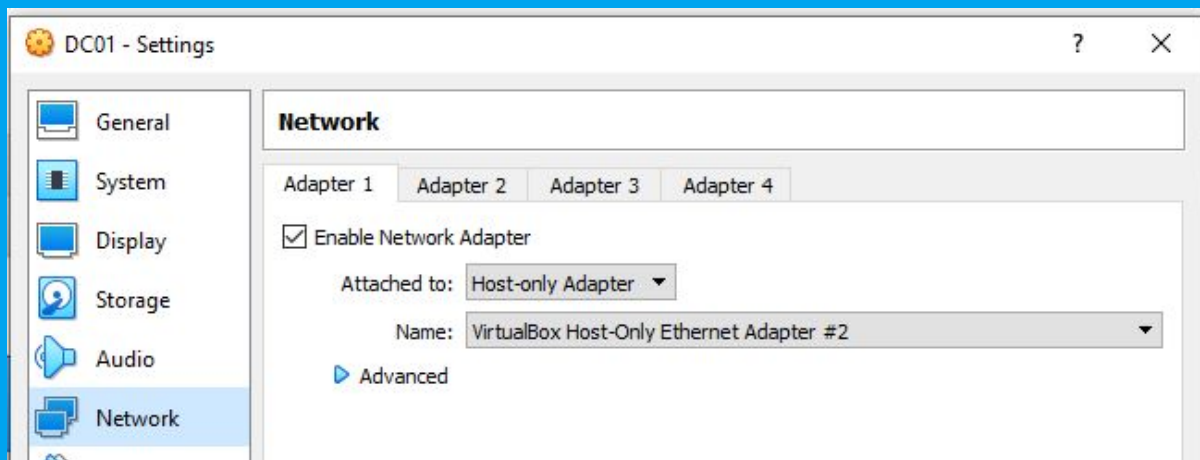 DC01 - Settings ?
General
System
Display
Storage
Audio
Network
Network
Adapter 1 Adapter 2 Adapter 3 Adapter 4
Enable Network Adapter
Attached to: Host-only Adapter
Name: VirtualBox Host-Only Ethernet Adapter #2
Advanced